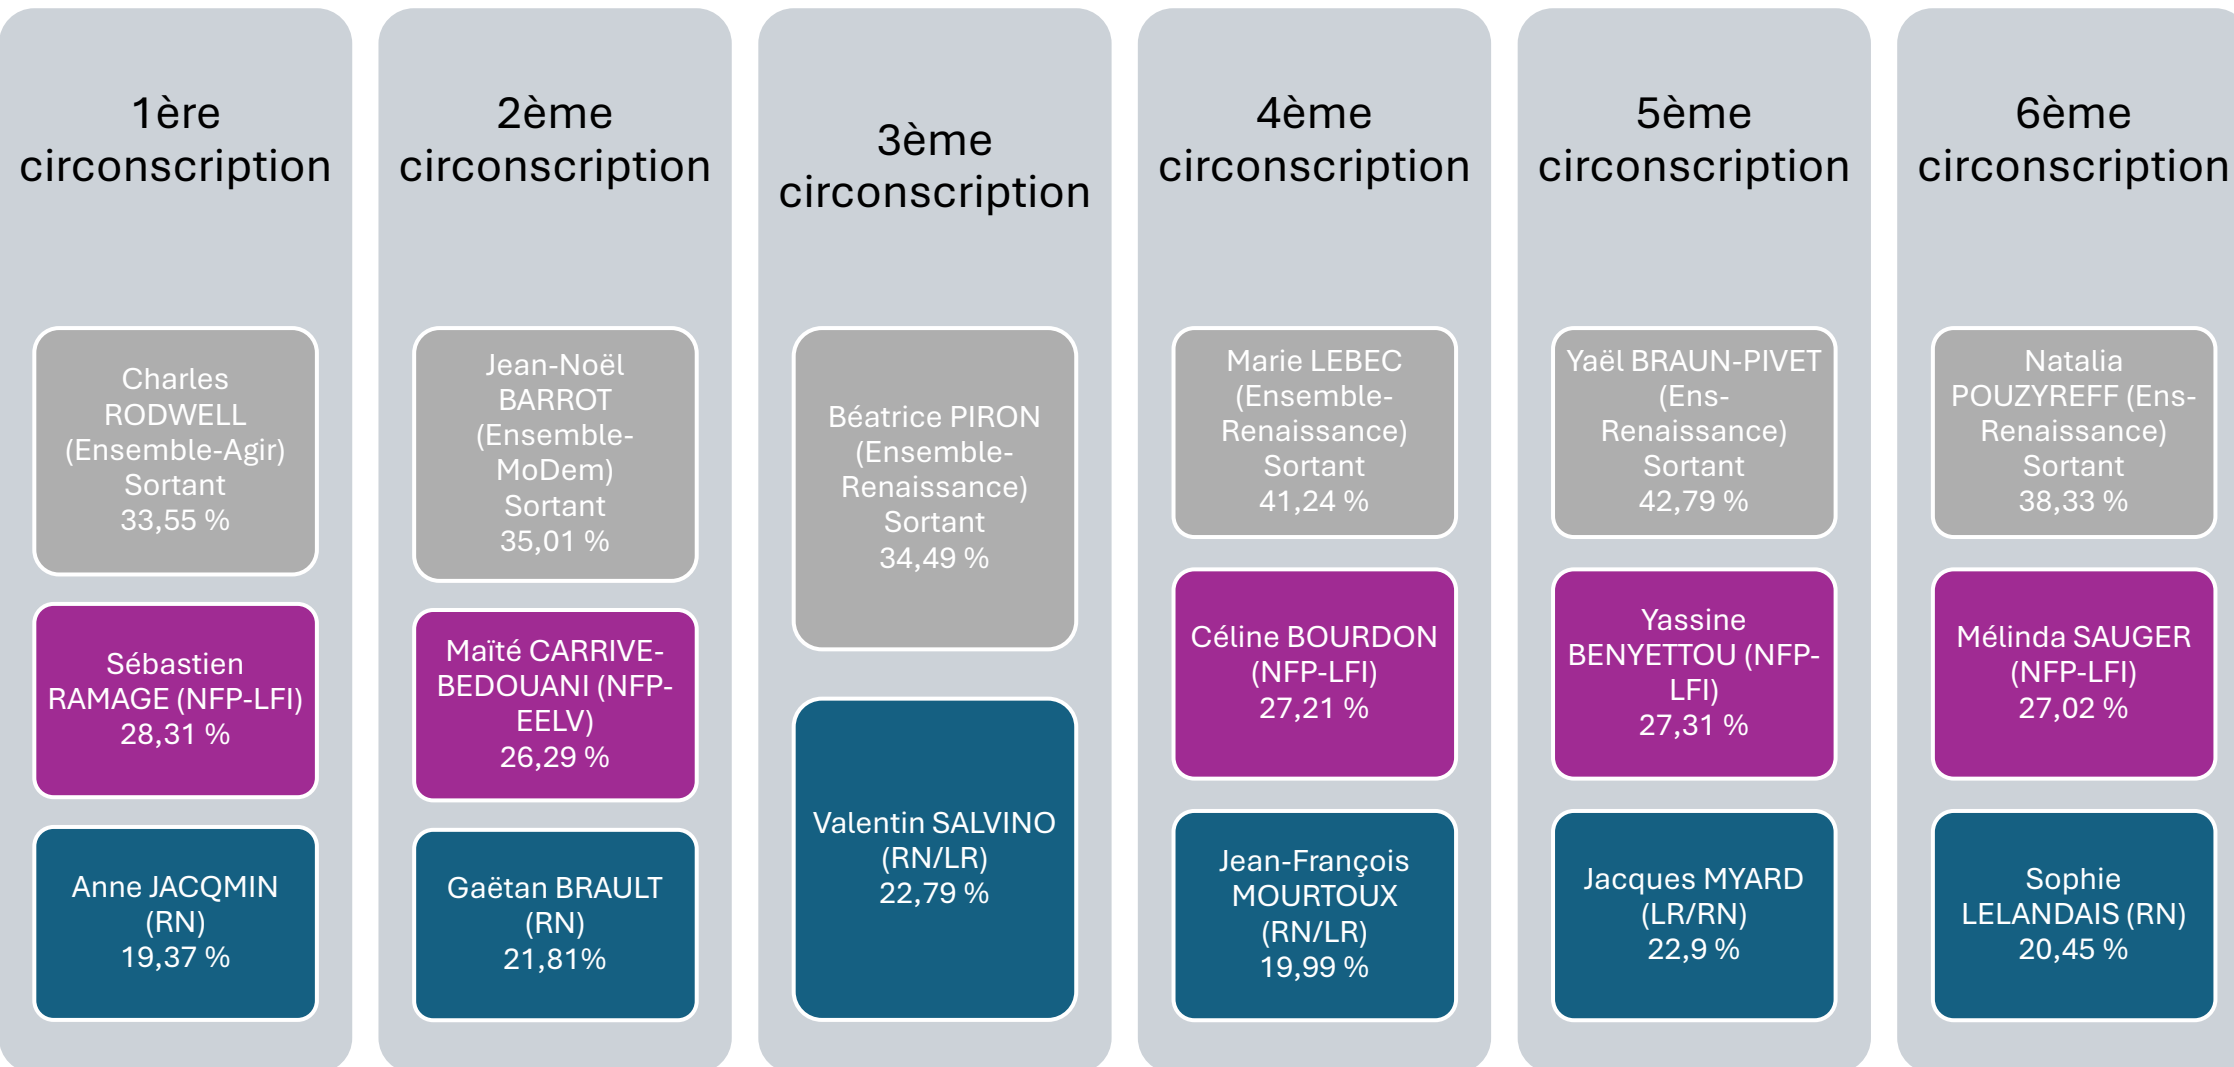 1ère
circonscription
Charles
RODWELL
(Ensemble-Agir)
Sortant
33,55 %
Sébastien
RAMAGE (NFP-LFI)
28,31 %
Anne JACQMIN
(RN)
19,37 %
2ème
circonscription
Jean-Noël
BARROT
(Ensemble-
MoDem)
Sortant
35,01 %
Maïté CARRIVE-
BEDOUANI (NFP-
EELV)
26,29 %
Gaëtan BRAULT
(RN)
21,81%
3ème
circonscription
Béatrice PIRON
(Ensemble-
Renaissance)
Sortant
34,49 %
Valentin SALVINO
(RN/LR)
22,79 %
4ème
circonscription
Marie LEBEC
(Ensemble-
Renaissance)
Sortant
41,24 %
Céline BOURDON
(NFP-LFI)
27,21 %
Jean-François
MOURTOUX
(RN/LR)
19,99 %
5ème
circonscription
Yaël BRAUN-PIVET
(Ens-
Renaissance)
Sortant
42,79 %
Yassine
BENYETTOU (NFP-
LFI)
27,31 %
Jacques MYARD
(LR/RN)
22,9 %
6ème
circonscription
Natalia
POUZYREFF (Ens-
Renaissance)
Sortant
38,33 %
Mélinda SAUGER
(NFP-LFI)
27,02 %
Sophie
LELANDAIS (RN)
20,45 %